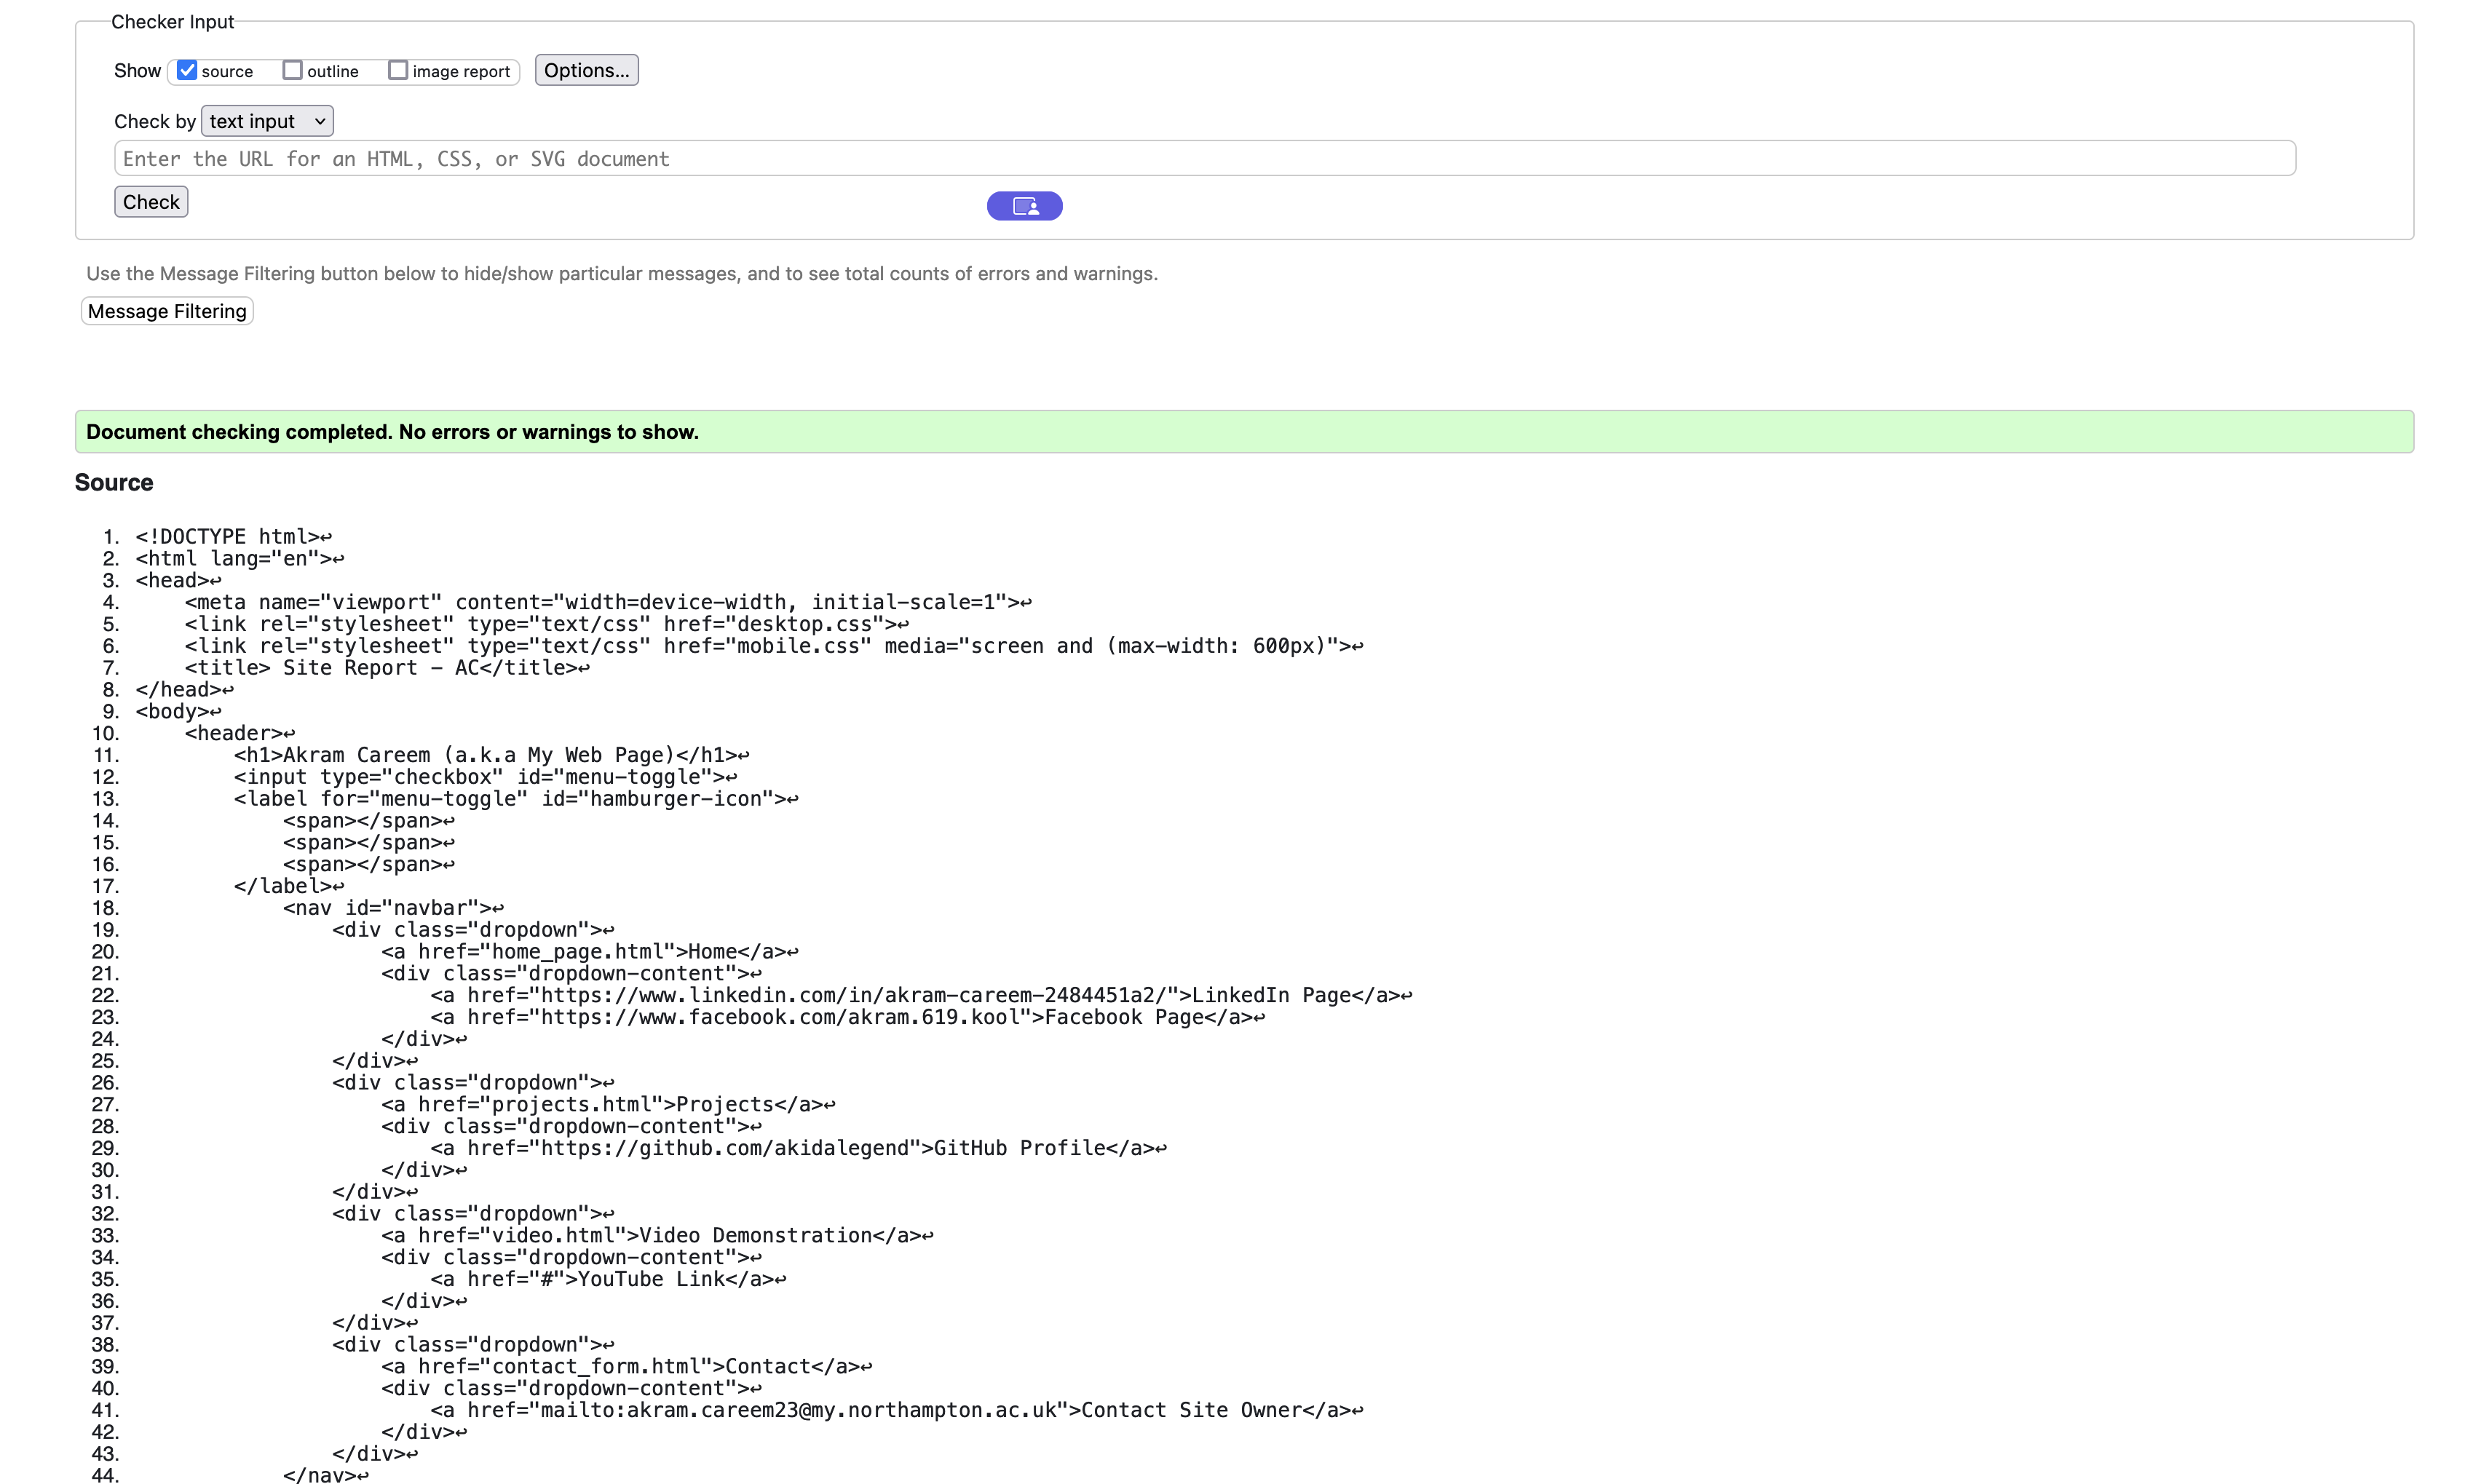 Checker Input
Show source outline image report Options...
Check by text input
Enter the URL for an HTML, CSS, or SVG document
Check
Use the Message Filtering button below to hide/show particular messages, and to see total counts of errors and warnings.
Message Filtering
Document checking completed. No errors or warnings to show.
Source
1. <!DOCTYPE html>↩
2. <html lang="en">↩
3. <head>↩
4.     <meta name="viewport" content="width=device-width, initial-scale=1">↩
5.     <link rel="stylesheet" type="text/css" href="desktop.css">↩
6.     <link rel="stylesheet" type="text/css" href="mobile.css" media="screen and (max-width: 600px)">↩
7.     <title> Site Report - AC</title>↩
8. </head>↩
9. <body>↩
10.     <header>↩
11.         <h1>Akram Careem (a.k.a My Web Page)</h1>↩
12.         <input type="checkbox" id="menu-toggle">↩
13.         <label for="menu-toggle" id="hamburger-icon">↩
14.             <span></span>↩
15.             <span></span>↩
16.             <span></span>↩
17.         </label>↩
18.             <nav id="navbar">↩
19.                 <div class="dropdown">↩
20.                     <a href="home_page.html">Home</a>↩
21.                     <div class="dropdown-content">↩
22.                         <a href="https://www.linkedin.com/in/akram-careem-2484451a2/">LinkedIn Page</a>↩
23.                         <a href="https://www.facebook.com/akram.619.kool">Facebook Page</a>↩
24.                     </div>↩
25.                 </div>↩
26.                 <div class="dropdown">↩
27.                     <a href="projects.html">Projects</a>↩
28.                     <div class="dropdown-content">↩
29.                         <a href="https://github.com/akidalegend">GitHub Profile</a>↩
30.                     </div>↩
31.                 </div>↩
32.                 <div class="dropdown">↩
33.                     <a href="video.html">Video Demonstration</a>↩
34.                     <div class="dropdown-content">↩
35.                         <a href="#">YouTube Link</a>↩
36.                     </div>↩
37.                 </div>↩
38.                 <div class="dropdown">↩
39.                     <a href="contact_form.html">Contact</a>↩
40.                     <div class="dropdown-content">↩
41.                         <a href="mailto:akram.careem23@my.northampton.ac.uk">Contact Site Owner</a>↩
42.                     </div>↩
43.                 </div>↩
44.             </nav>↩